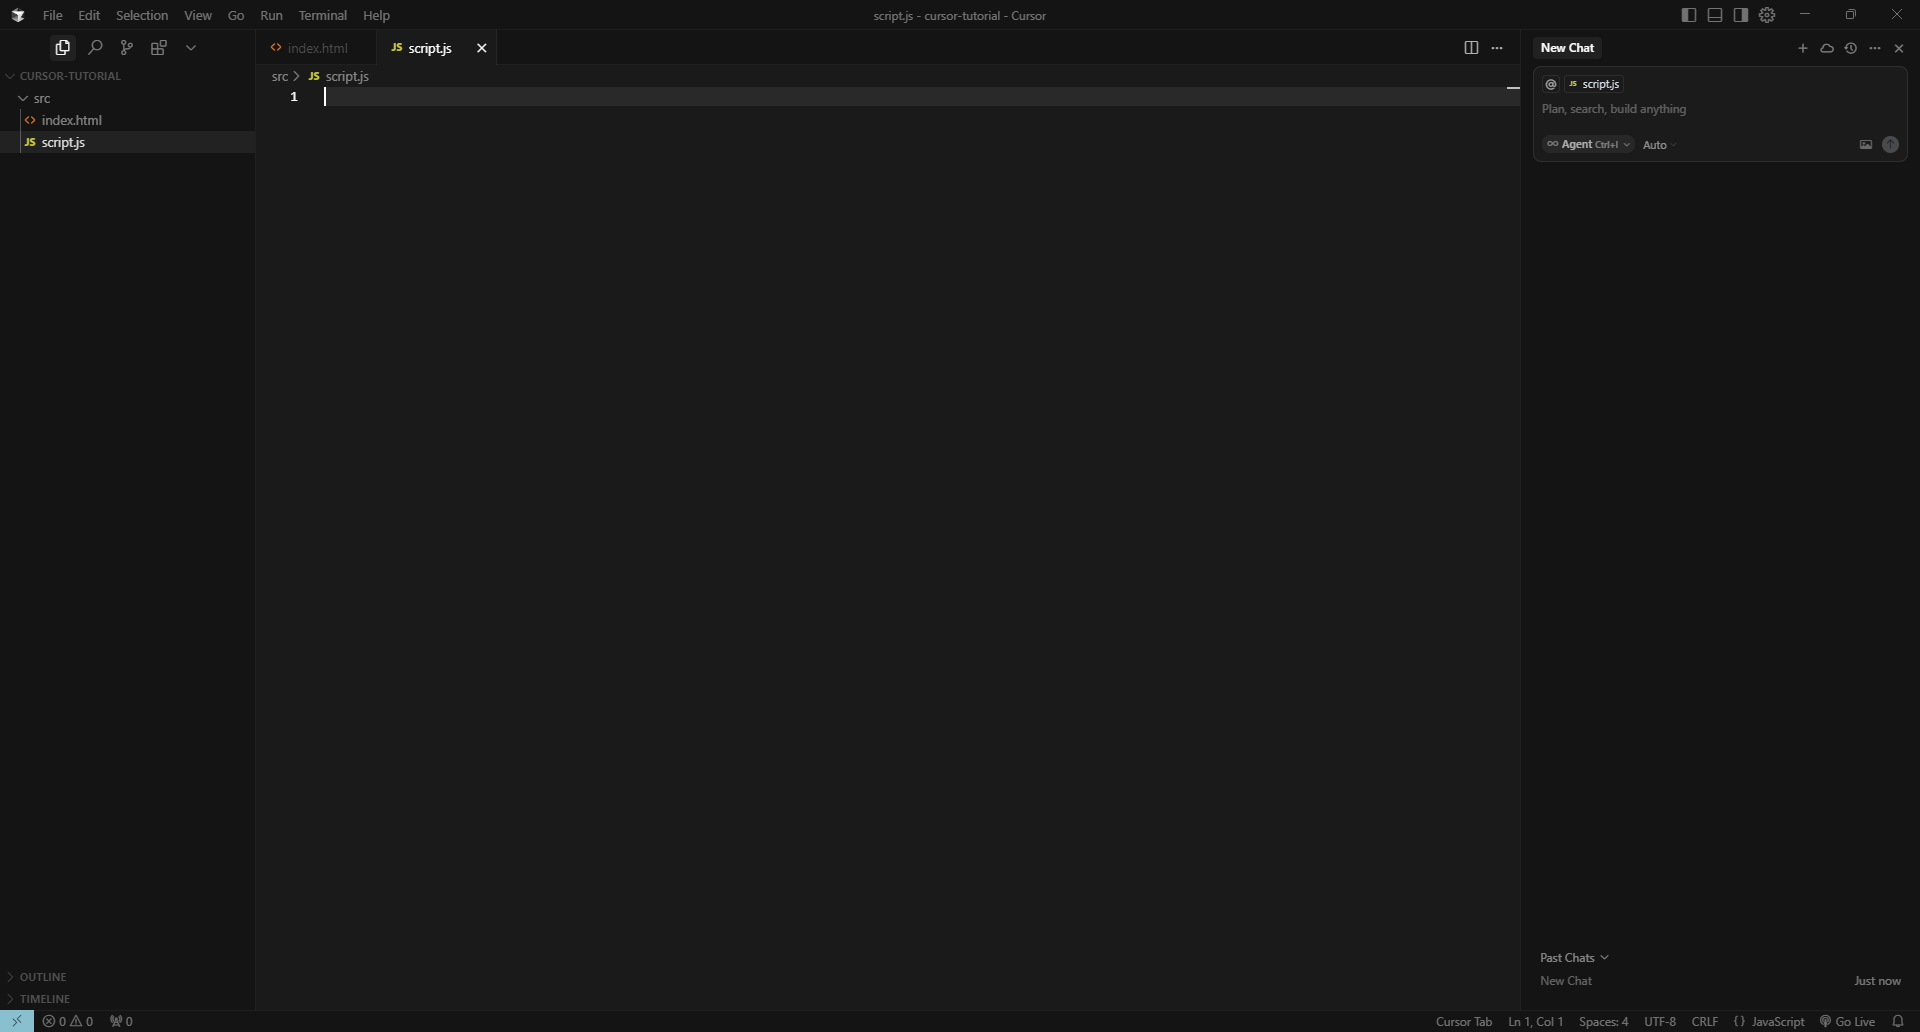 File Edit Selection View Go Run Terminal Help
script.js - cursor-tutorial - Cursor
CURSOR-TUTORIAL
src
<> index.html
JS script.js
OUTLINE
TIMELINE
<> index.html
JS script.js
src > JS script.js
1
New Chat
@ JS script.js
Plan, search, build anything
Agent Ctrl+I Auto
Past Chats
New Chat Just now
0 0 0
Cursor Tab Ln 1, Col 1 Spaces: 4 UTF-8 CRLF {} JavaScript Go Live